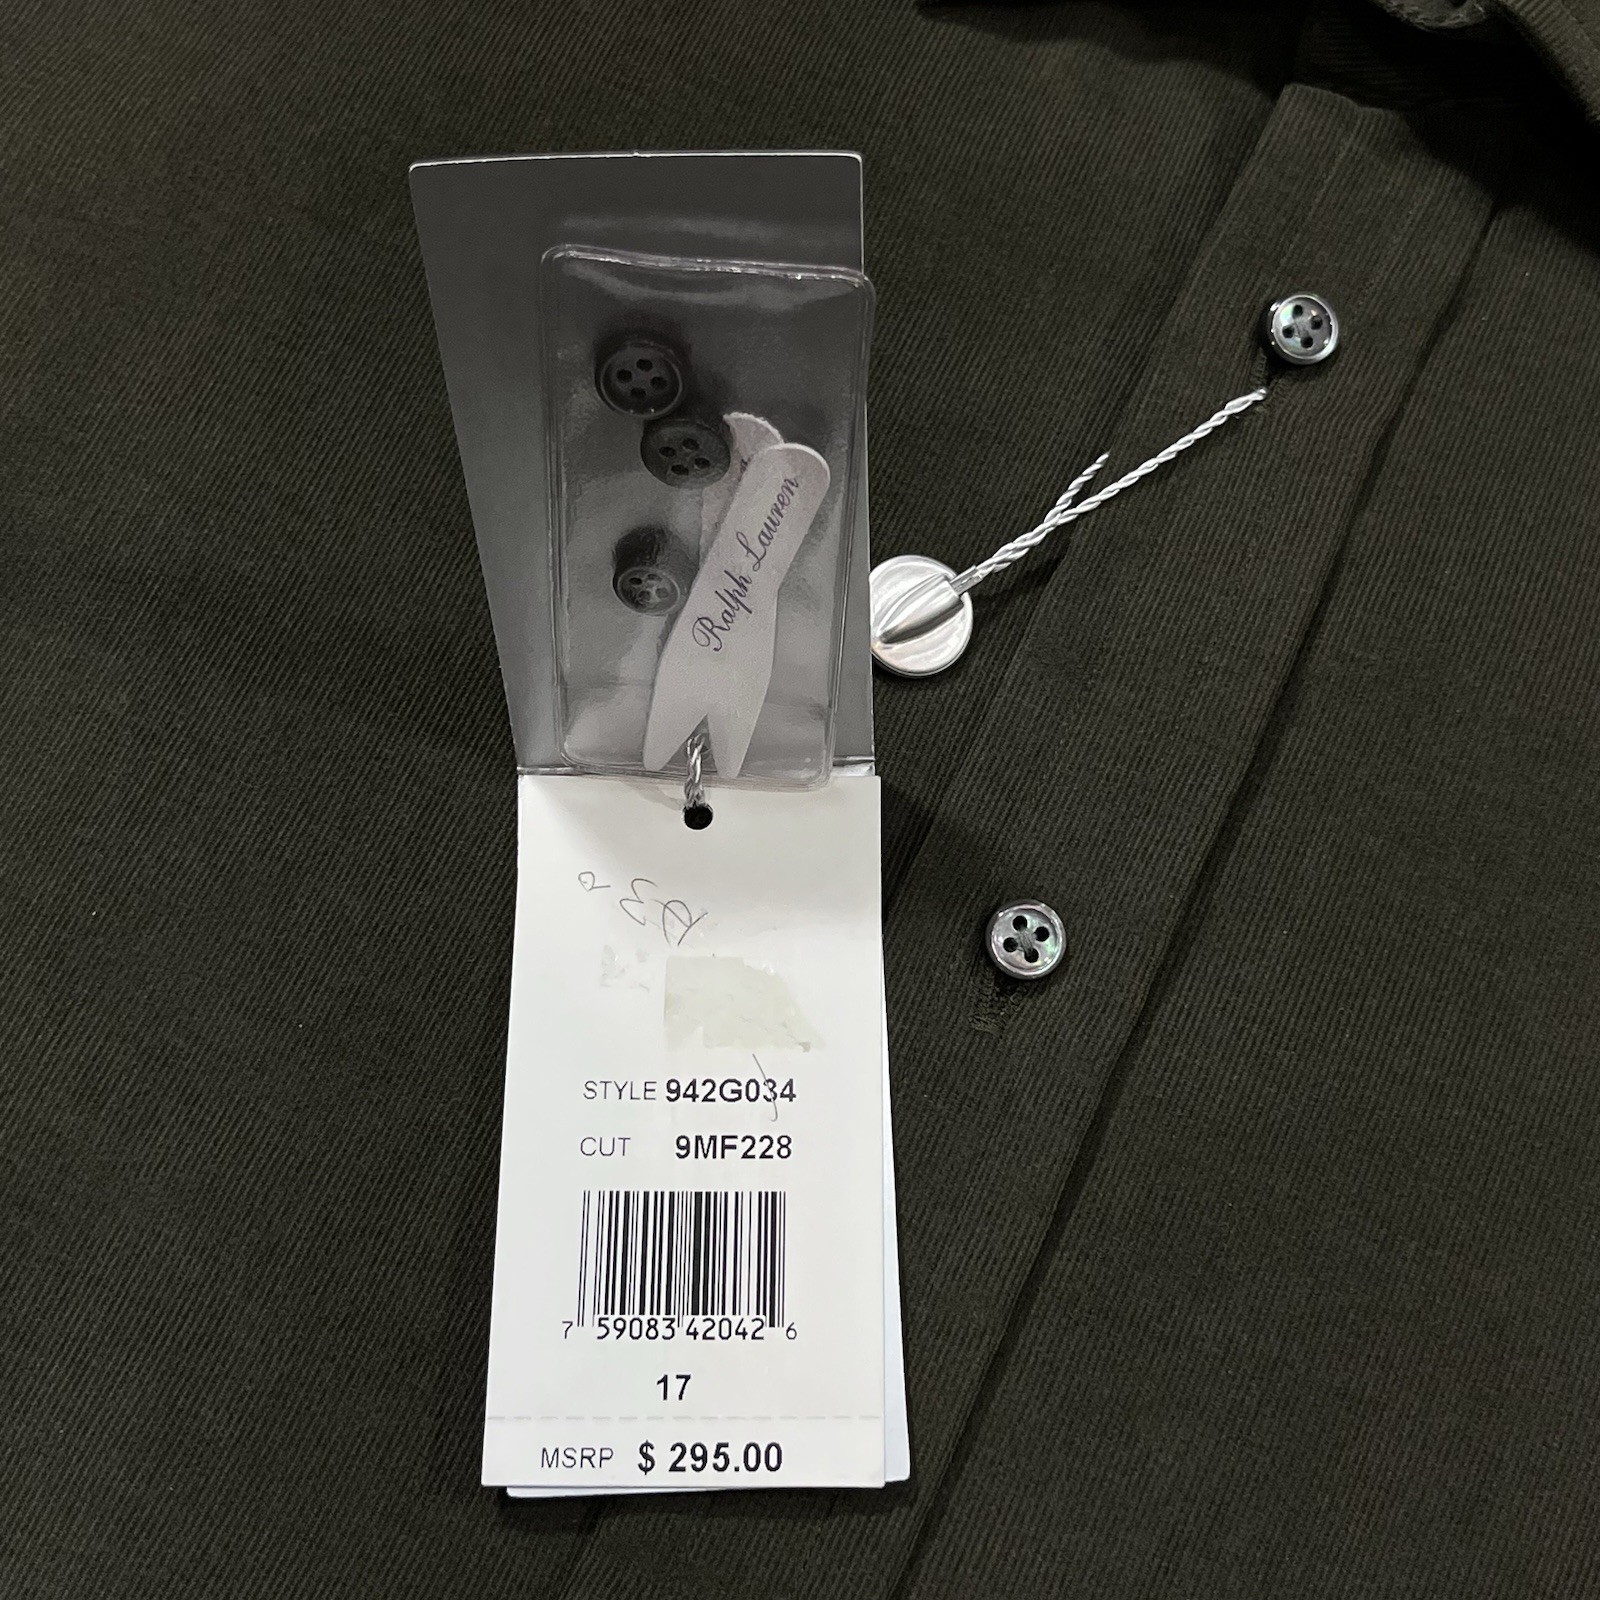 Ralph Lauren
STYLE 942G034
CUT 9MF228
7 59083 42042 6
17
MSRP $ 295.00